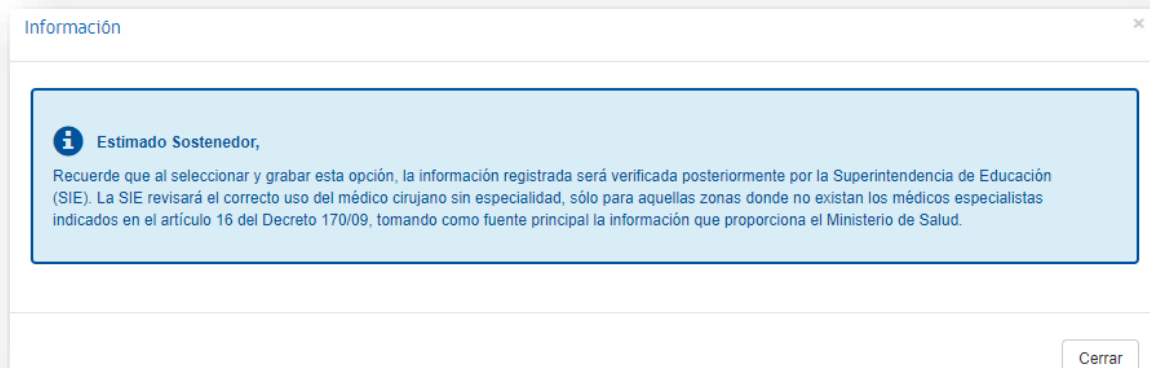 Información
×
Estimado Sostenedor,
Recuerde que al seleccionar y grabar esta opción, la información registrada será verificada posteriormente por la Superintendencia de Educación
(SIE). La SIE revisará el correcto uso del médico cirujano sin especialidad, sólo para aquellas zonas donde no existan los médicos especialistas
indicados en el artículo 16 del Decreto 170/09, tomando como fuente principal la información que proporciona el Ministerio de Salud.
Cerrar